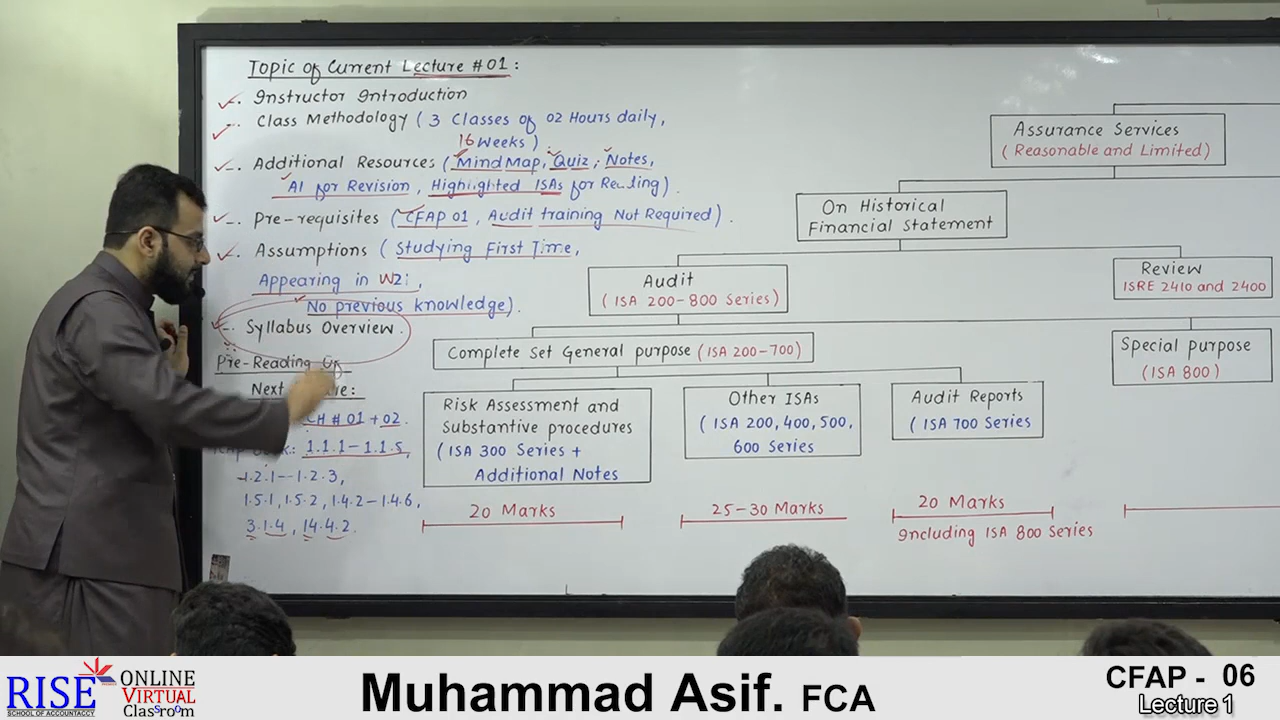 Topic of Current Lecture #01:
-. Instructor Introduction
-. Class Methodology (3 Classes of 02 Hours daily,
16 Weeks)
-. Additional Resources (Mind Map, Quiz, Notes,
AI for Revision, Highlighted ISAs for Reading).
-. Pre-requisites (CFAP 01, Audit training Not Required).
-. Assumptions (Studying First Time,
Appearing in W2:,
No previous knowledge).
-. Syllabus Overview.
Pre-Reading
Next
CH # 01 + 02.
1.1.1-1.1.5,
1.2.1--1.2.3,
1.5.1, 1.5.2, 1.4.2-1.4.6,
3.1.4, 14.4.2.
Assurance Services
(Reasonable and Limited)
On Historical
Financial Statement
Audit
(ISA 200-800 Series)
Review
ISRE 2410 and 2400
Complete Set General purpose (ISA 200-700)
Special purpose
(ISA 800)
Risk Assessment and
Substantive procedures
(ISA 300 Series +
Additional Notes
Other ISAs
(ISA 200, 400, 500,
600 Series
Audit Reports
(ISA 700 Series
20 Marks
25-30 Marks
20 Marks
Including ISA 800 Series
RISE
SCHOOL OF ACCOUNTACY
ONLINE
VIRTUAL
Classroom
Muhammad Asif. FCA
CFAP - 06
Lecture 1